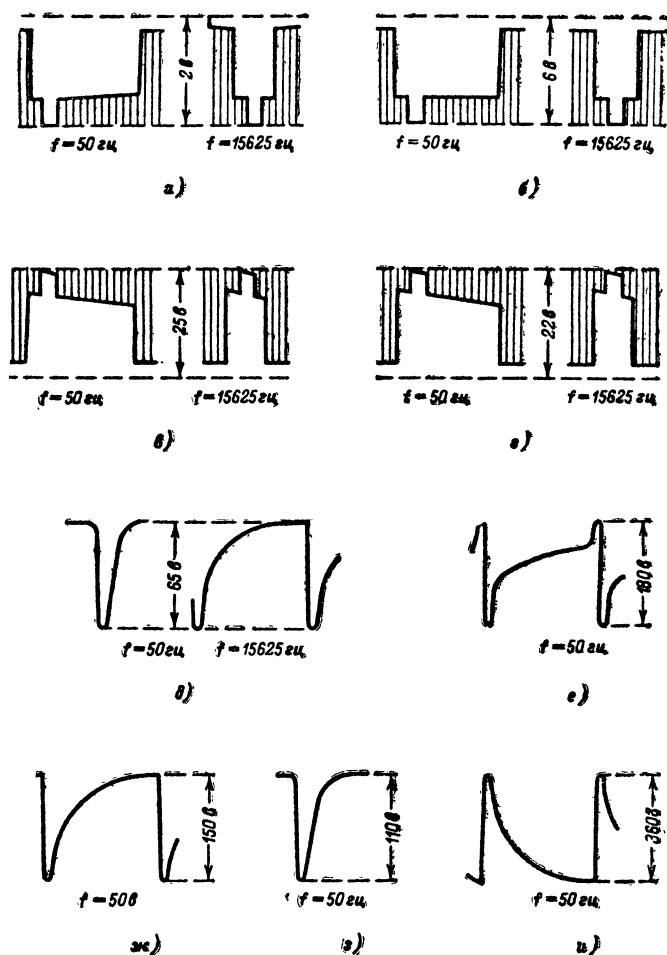 2 в
6 в
f = 50 гц
f = 15625 гц
f = 50 гц
f = 15625 гц
а)
б)
25 в
22 в
f = 50 гц
f = 15625 гц
t = 50 гц
f = 15625 гц
в)
г)
65 в
180 в
f = 50 гц
f = 15625 гц
f = 50 гц
д)
е)
150 в
110 в
360 в
f = 50 в
f = 50 гц
f = 50 гц
ж)
з)
и)